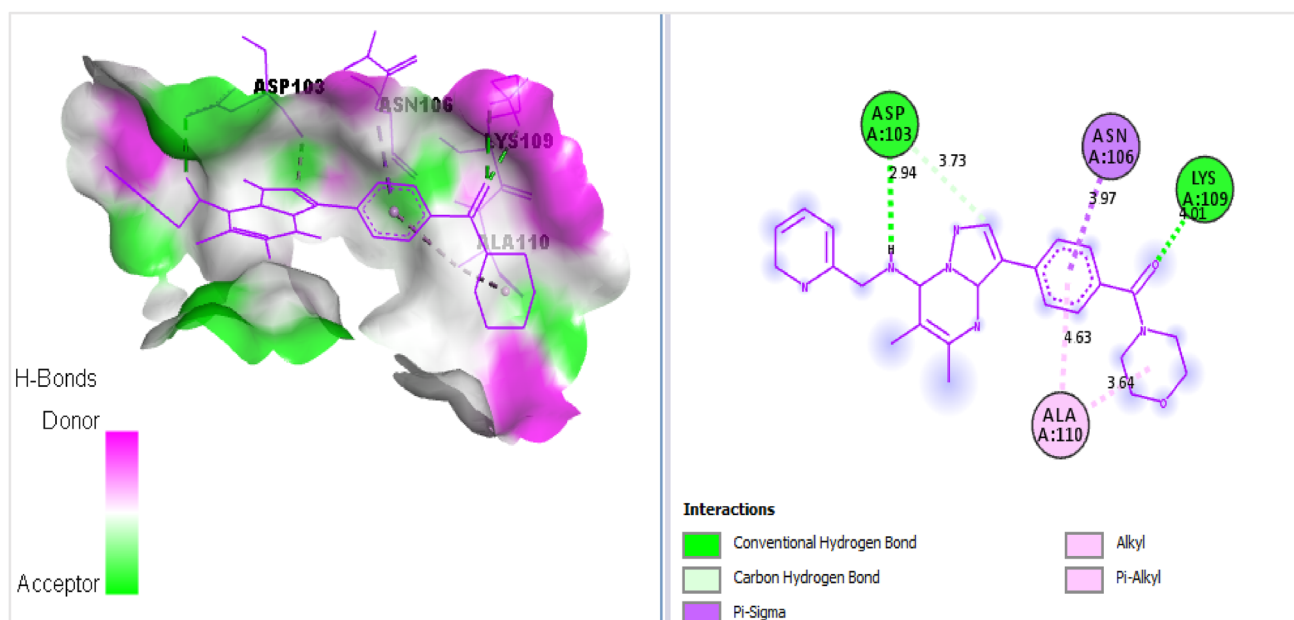 ASP103
ASN106
LYS109
ALA110
H-Bonds
Donor
Acceptor
ASP
A:103
3.73
2.94
ASN
A:106
3.97
LYS
A:109
4.01
H
N
N
N
N
N
O
N
N
O
4.63
3.64
ALA
A:110
Interactions
Conventional Hydrogen Bond
Alkyl
Carbon Hydrogen Bond
Pi-Alkyl
Pi-Sigma